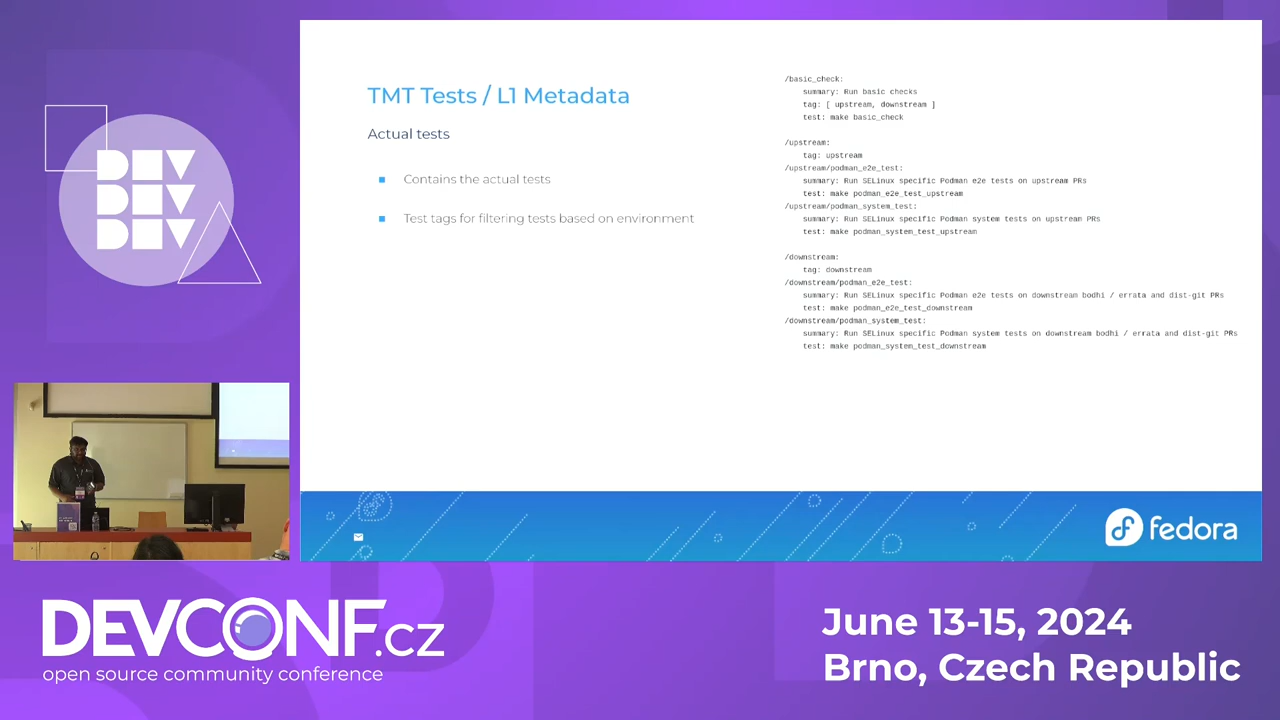 DEV
DEV
DEV
TMT Tests / L1 Metadata
Actual tests
Contains the actual tests
Test tags for filtering tests based on environment
/basic_check:
summary: Run basic checks
tag: [ upstream, downstream ]
test: make basic_check
/upstream:
tag: upstream
/upstream/podman_e2e_test:
summary: Run SELinux specific Podman e2e tests on upstream PRs
test: make podman_e2e_test_upstream
/upstream/podman_system_test:
summary: Run SELinux specific Podman system tests on upstream PRs
test: make podman_system_test_upstream
/downstream:
tag: downstream
/downstream/podman_e2e_test:
summary: Run SELinux specific Podman e2e tests on downstream bodhi / errata and dist-git PRs
test: make podman_e2e_test_downstream
/downstream/podman_system_test:
summary: Run SELinux specific Podman system tests on downstream bodhi / errata and dist-git PRs
test: make podman_system_test_downstream
fedora
DEVCONF.cz
open source community conference
June 13-15, 2024
Brno, Czech Republic